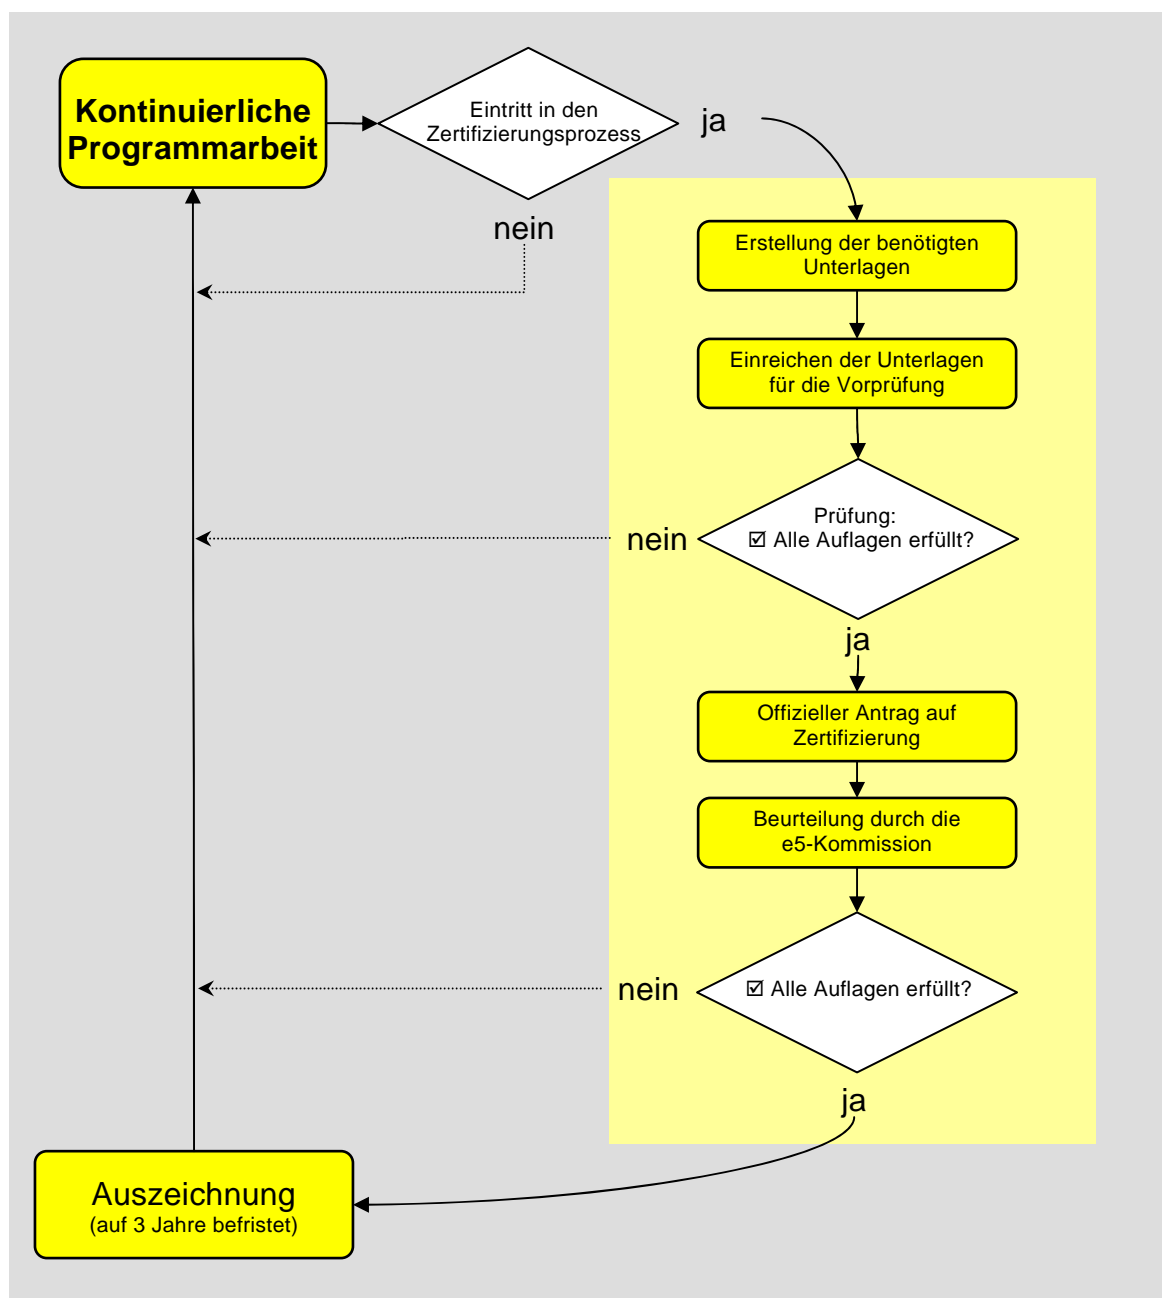 Kontinuierliche
Programmarbeit
Eintritt in den
Zertifizierungsprozess
ja
nein
Erstellung der benötigten
Unterlagen
Einreichen der Unterlagen
für die Vorprüfung
Prüfung:
☑ Alle Auflagen erfüllt?
nein
ja
Offizieller Antrag auf
Zertifizierung
Beurteilung durch die
e5-Kommission
☑ Alle Auflagen erfüllt?
nein
ja
Auszeichnung
(auf 3 Jahre befristet)